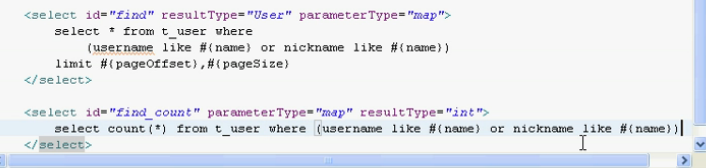 <select id="find" resultType="User" parameterType="map">
select * from t_user where
(username like #{name} or nickname like #{name})
limit #{pageOffset},#{pageSize}
</select>
<select id="find_count" parameterType="map" resultType="int">
select count(*) from t_user where (username like #{name} or nickname like #{name})
</select>